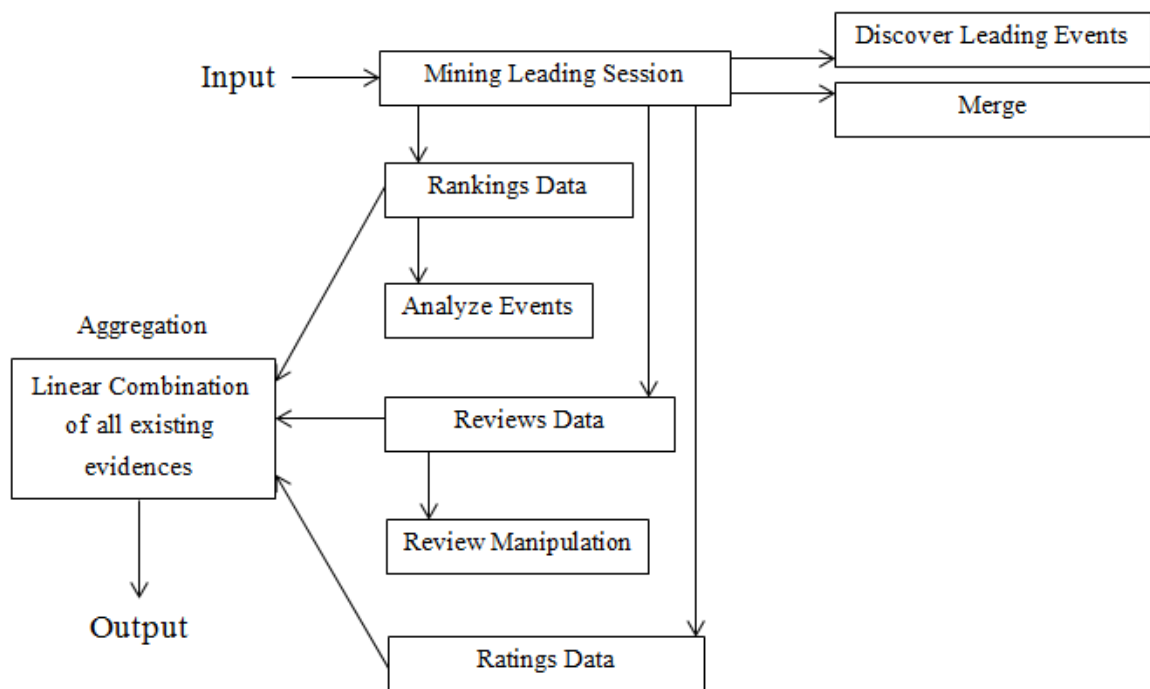 Discover Leading Events
Input
Mining Leading Session
Merge
Rankings Data
Analyze Events
Aggregation
Linear Combination
of all existing
evidences
Reviews Data
Review Manipulation
Output
Ratings Data